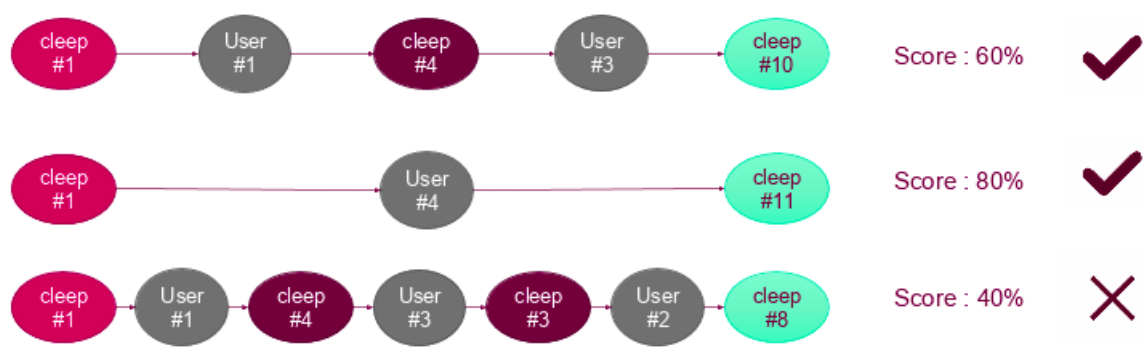 cleep
#1
User
#1
cleep
#4
User
#3
cleep
#10
Score : 60%
cleep
#1
User
#4
cleep
#11
Score : 80%
cleep
#1
User
#1
cleep
#4
User
#3
cleep
#3
User
#2
cleep
#8
Score : 40%